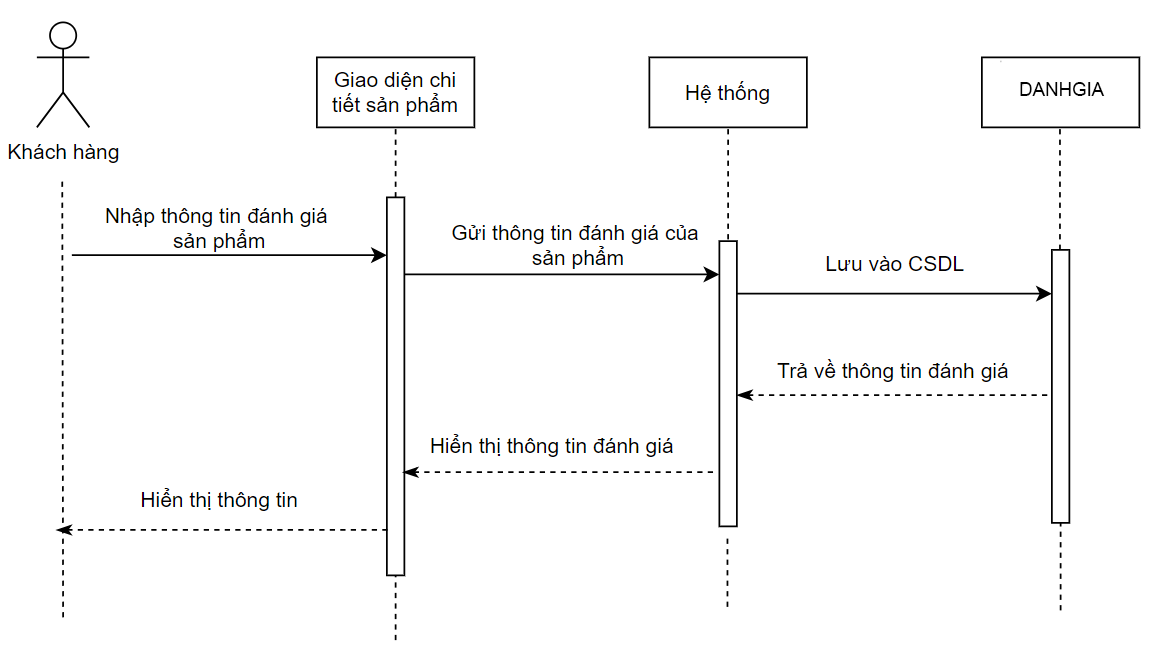 Giao diện chi
tiết sản phẩm
Hệ thống
DANHGIA
Khách hàng
Nhập thông tin đánh giá
sản phẩm
Gửi thông tin đánh giá của
sản phẩm
Lưu vào CSDL
Trả về thông tin đánh giá
Hiển thị thông tin đánh giá
Hiển thị thông tin